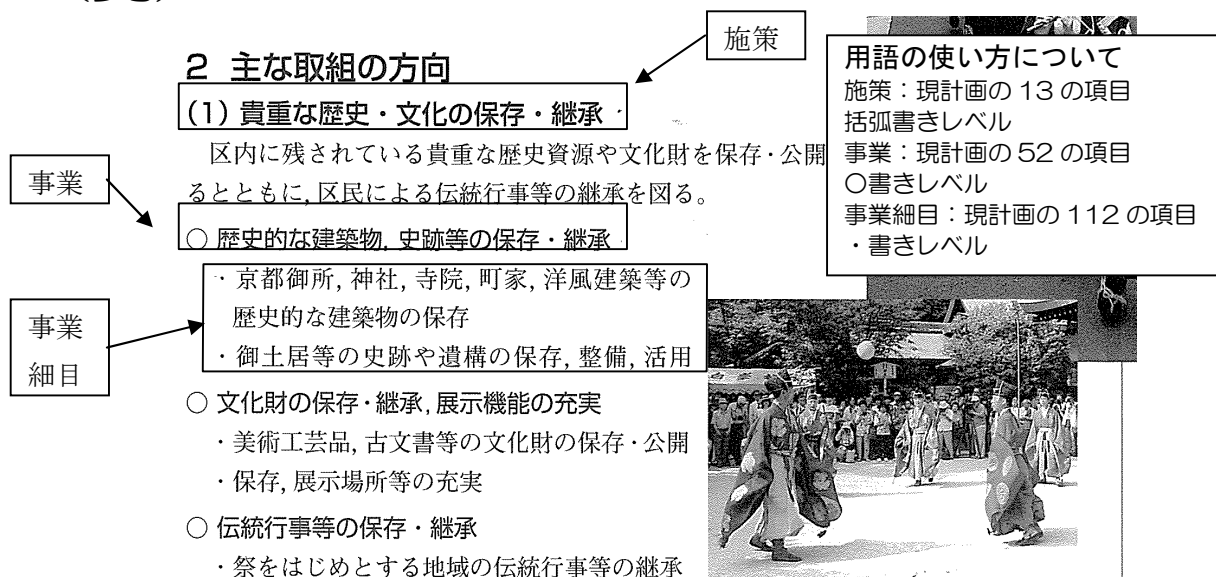 施策
2 主な取組の方向
(1) 貴重な歴史・文化の保存・継承
区内に残されている貴重な歴史資源や文化財を保存・公開
るとともに, 区民による伝統行事等の継承を図る。
事業
○ 歴史的な建築物, 史跡等の保存・継承
・京都御所, 神社, 寺院, 町家, 洋風建築等の
歴史的な建築物の保存
・御土居等の史跡や遺構の保存, 整備, 活用
事業
細目
○ 文化財の保存・継承, 展示機能の充実
・美術工芸品, 古文書等の文化財の保存・公開
・保存, 展示場所等の充実
○ 伝統行事等の保存・継承
・祭をはじめとする地域の伝統行事等の継承
用語の使い方について
施策：現計画の 13 の項目
括弧書きレベル
事業：現計画の 52 の項目
〇書きレベル
事業細目：現計画の 112 の項目
・書きレベル